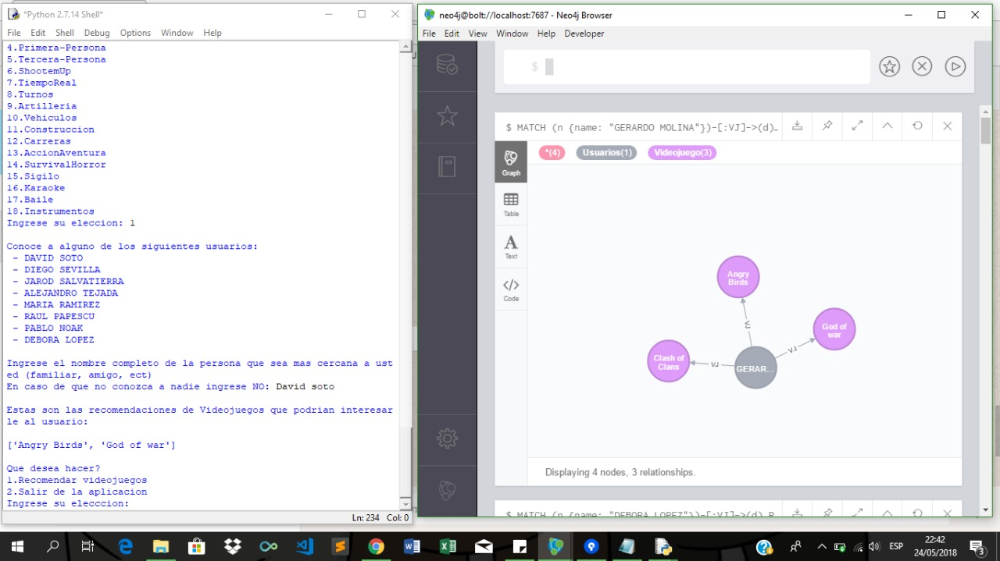 *Python 2.7.14 Shell*
File Edit Shell Debug Options Window Help
4.Primera-Persona
5.Tercera-Persona
6.ShootemUp
7.TiempoReal
8.Turnos
9.Artilleria
10.Vehiculos
11.Construccion
12.Carreras
13.AccionAventura
14.SurvivalHorror
15.Sigilo
16.Karaoke
17.Baile
18.Instrumentos
Ingrese su eleccion: 1
Conoce a alguno de los siguientes usuarios:
- DAVID SOTO
- DIEGO SEVILLA
- JAROD SALVATIERRA
- ALEJANDRO TEJADA
- MARIA RAMIREZ
- RAUL PAPESCU
- PABLO NOAK
- DEBORA LOPEZ
Ingrese el nombre completo de la persona que sea mas cercana a ust
ed (familiar, amigo, ect)
En caso de que no conozca a nadie ingrese NO: David soto
Estas son las recomendaciones de Videojuegos que podrian interesar
le al usuario:
['Angry Birds', 'God of war']
Que desea hacer?
1.Recomendar videojuegos
2.Salir de la aplicacion
Ingrese su elecccion:
Ln: 234 Col: 0
neo4j@bolt://localhost:7687 - Neo4j Browser
File Edit View Window Help Developer
$
$ MATCH (n {name: "GERARDO MOLINA"})-[:VJ]->(d)…
*(4) Usuarios(1) Videojuego(3)
Graph
Table
A
Text
</>
Code
Angry
Birds
God of
war
Clash of
Clans
GERAR...
VJ
VJ
VJ
Displaying 4 nodes, 3 relationships.
$ MATCH (n {name: "DEBORA LOPEZ"})-[:VJ]->(d) R
ESP
22:42
24/05/2018
3